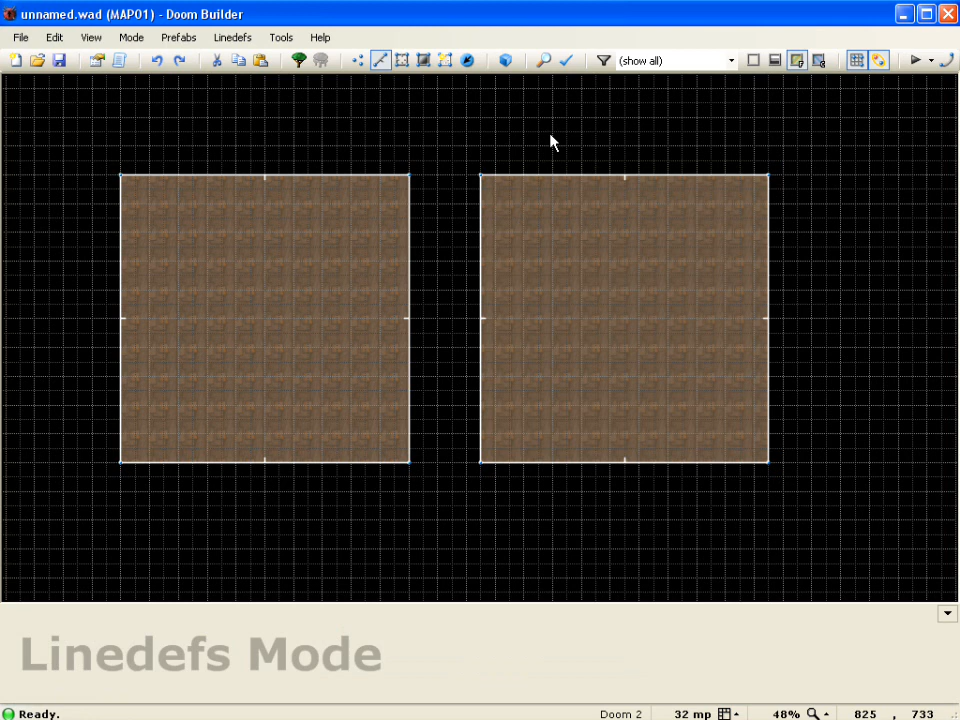 unnamed.wad (MAP01) - Doom Builder
File Edit View Mode Prefabs Linedefs Tools Help
(show all)
Linedefs Mode
Ready. Doom 2 32 mp 48% 825 , 733